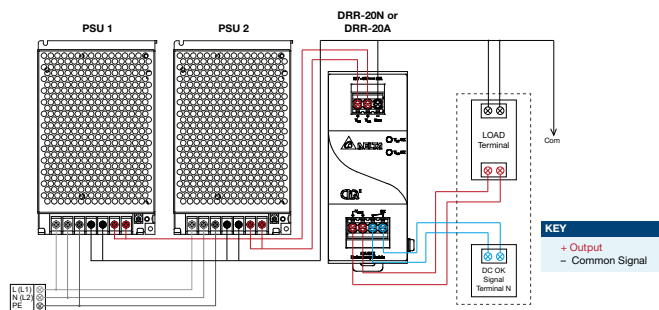 PSU 1
PSU 2
DRR-20N or
DRR-20A
LOAD
Terminal
Com
KEY
+ Output
– Common Signal
DC OK
Signal
Terminal N
L (L1)
N (L2)
PE